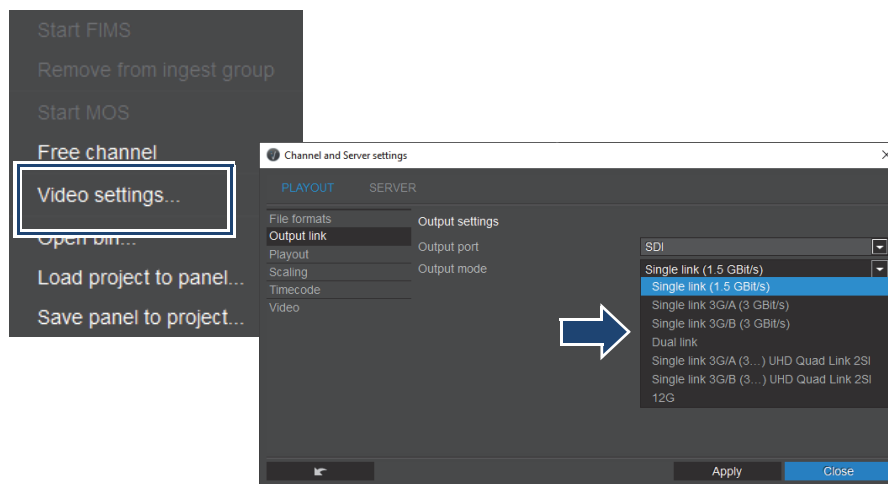 Start FIMS
Remove from ingest group
Start MOS
Free channel
Video settings...
Open bin...
Load project to panel...
Save panel to project...
Channel and Server settings
PLAYOUT SERVER
File formats
Output link
Playout
Scaling
Timecode
Video
Output settings
Output port SDI
Output mode Single link (1.5 GBit/s)
Single link (1.5 GBit/s)
Single link 3G/A (3 GBit/s)
Single link 3G/B (3 GBit/s)
Dual link
Single link 3G/A (3...) UHD Quad Link 2SI
Single link 3G/B (3...) UHD Quad Link 2SI
12G
Apply Close